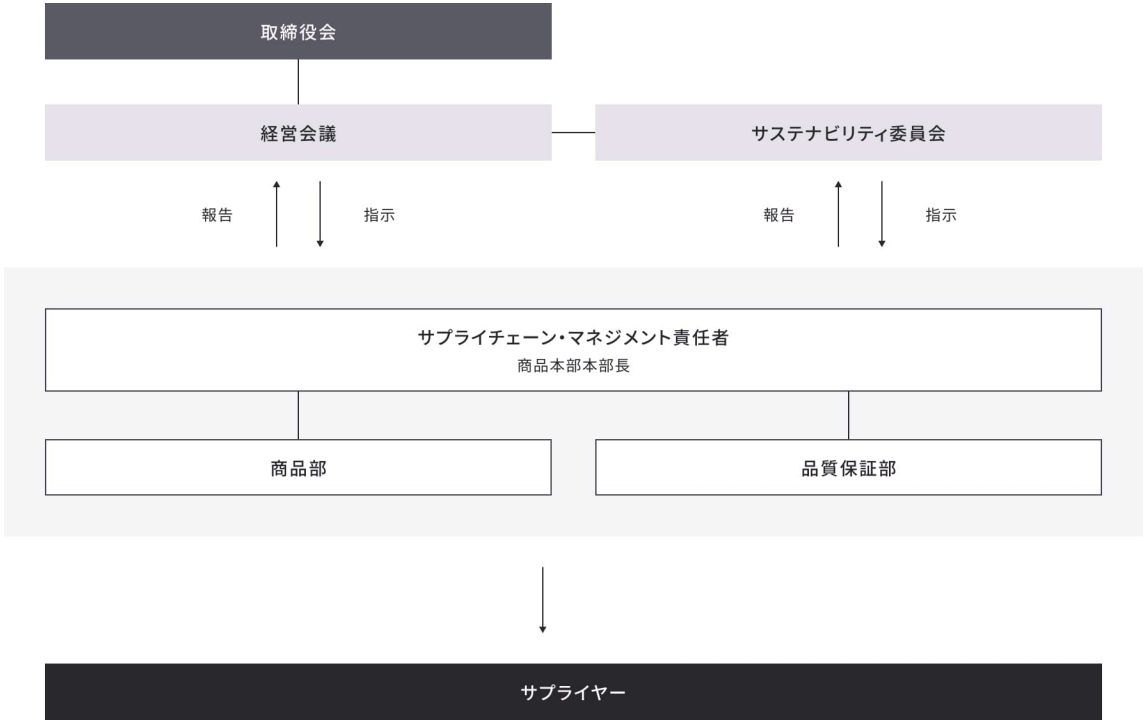 取締役会
経営会議
サステナビリティ委員会
報告
指示
報告
指示
サプライチェーン・マネジメント責任者
商品本部本部長
商品部
品質保証部
サプライヤー